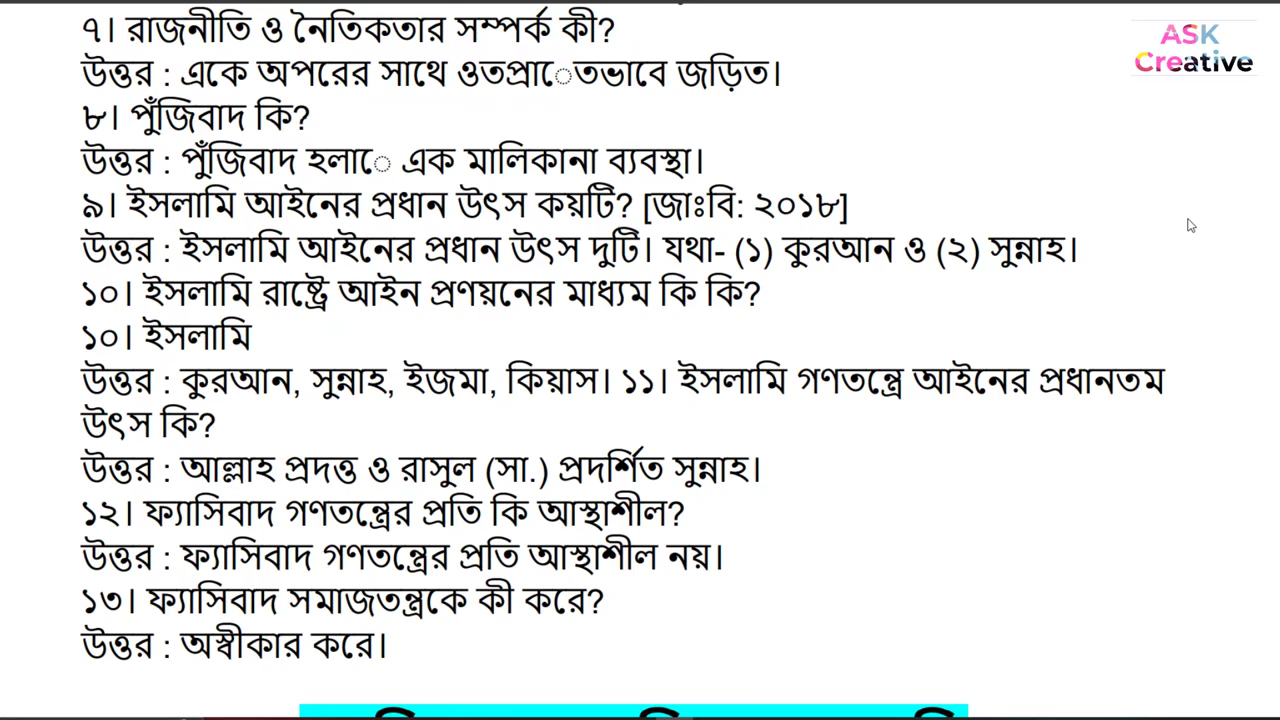 ৭। রাজনীতি ও নৈতিকতার সম্পর্ক কী?
উত্তর : একে অপরের সাথে ওতপ্রােতভাবে জড়িত।
৮। পুঁজিবাদ কি?
উত্তর : পুঁজিবাদ হলাে এক মালিকানা ব্যবস্থা।
৯। ইসলামি আইনের প্রধান উৎস কয়টি? [জাঃবি: ২০১৮]
উত্তর : ইসলামি আইনের প্রধান উৎস দুটি। যথা- (১) কুরআন ও (২) সুন্নাহ।
১০। ইসলামি রাষ্ট্রে আইন প্রণয়নের মাধ্যম কি কি?
১০। ইসলামি
উত্তর : কুরআন, সুন্নাহ, ইজমা, কিয়াস। ১১। ইসলামি গণতন্ত্রে আইনের প্রধানতম
উৎস কি?
উত্তর : আল্লাহ প্রদত্ত ও রাসুল (সা.) প্রদর্শিত সুন্নাহ।
১২। ফ্যাসিবাদ গণতন্ত্রের প্রতি কি আস্থাশীল?
উত্তর : ফ্যাসিবাদ গণতন্ত্রের প্রতি আস্থাশীল নয়।
১৩। ফ্যাসিবাদ সমাজতন্ত্রকে কী করে?
উত্তর : অস্বীকার করে।
ASK
Creative